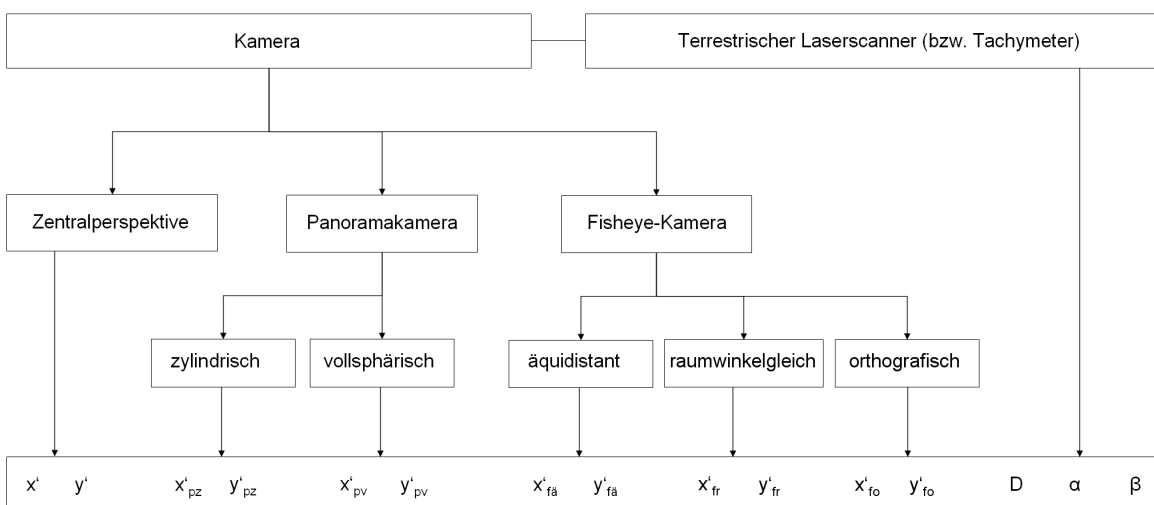 Kamera
Terrestrischer Laserscanner (bzw. Tachymeter)
Zentralperspektive
Panoramakamera
Fisheye-Kamera
zylindrisch
vollsphärisch
äquidistant
raumwinkelgleich
orthografisch
x‘ y‘ x‘pz y‘pz x‘pv y‘pv x‘fä y‘fä x‘fr y‘fr x‘fo y‘fo D α β